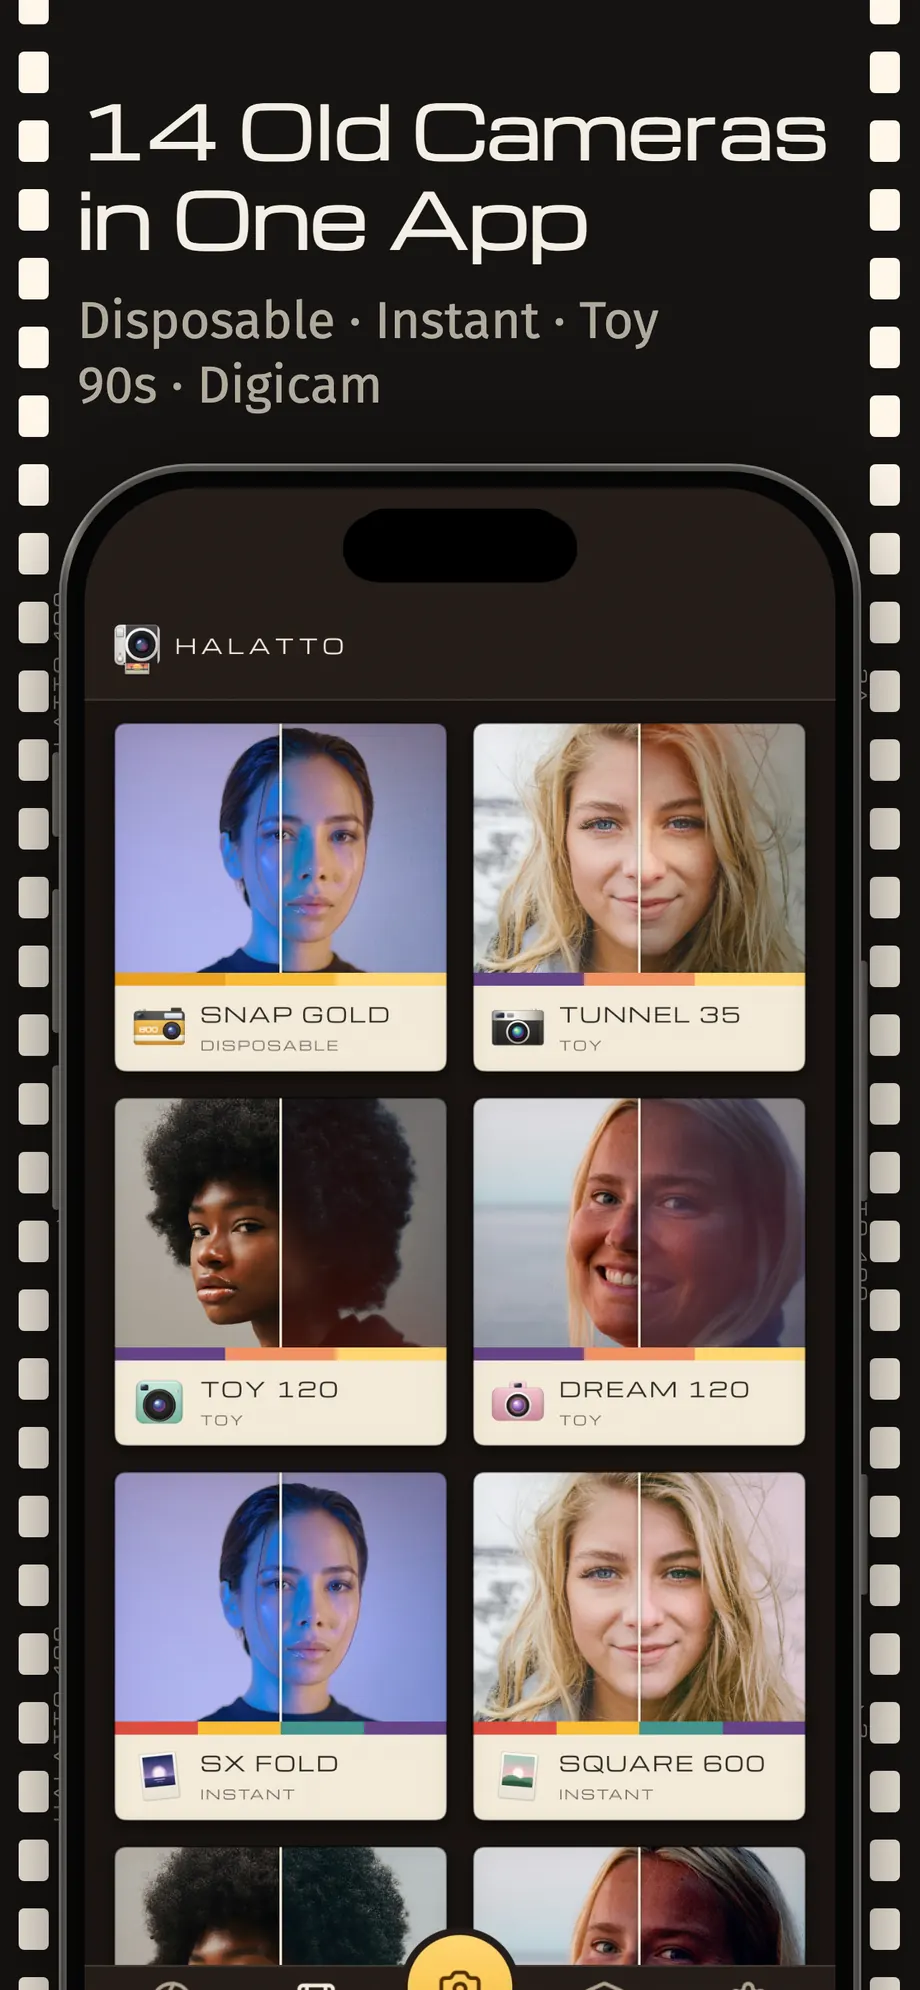 14 Old Cameras
in One App
Disposable · Instant · Toy
90s · Digicam
HALATTO
800
SNAP GOLD
DISPOSABLE
TUNNEL 35
TOY
TOY 120
TOY
DREAM 120
TOY
SX FOLD
INSTANT
SQUARE 600
INSTANT